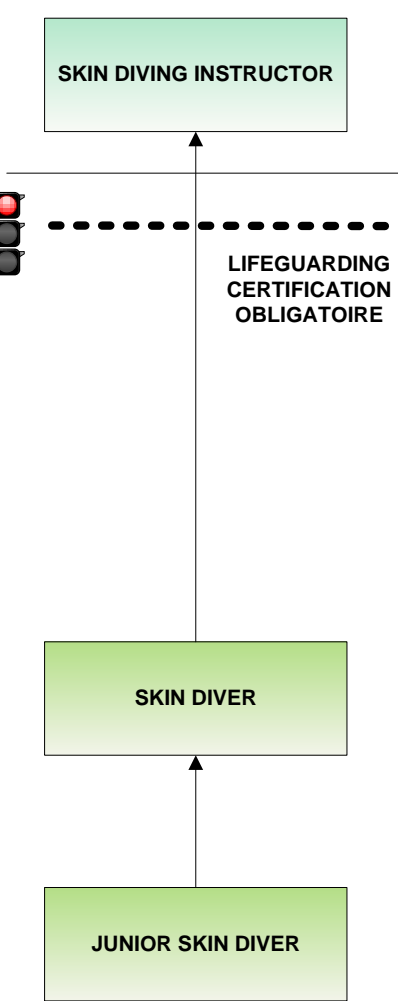 SKIN DIVING INSTRUCTOR
LIFEGUARDING
CERTIFICATION
OBLIGATOIRE
SKIN DIVER
JUNIOR SKIN DIVER